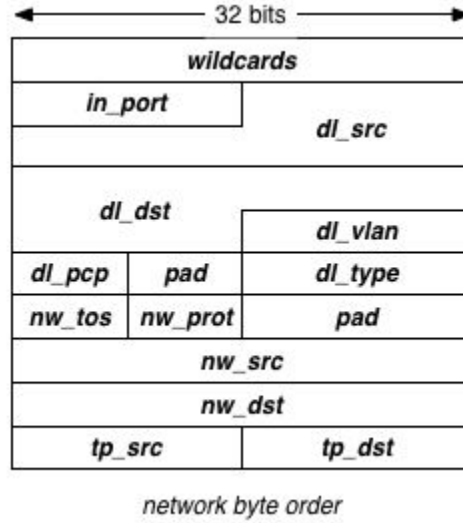 32 bits
wildcards
in_port
dl_src
dl_dst
dl_vlan
dl_pcp pad dl_type
nw_tos nw_prot pad
nw_src
nw_dst
tp_src tp_dst
network byte order